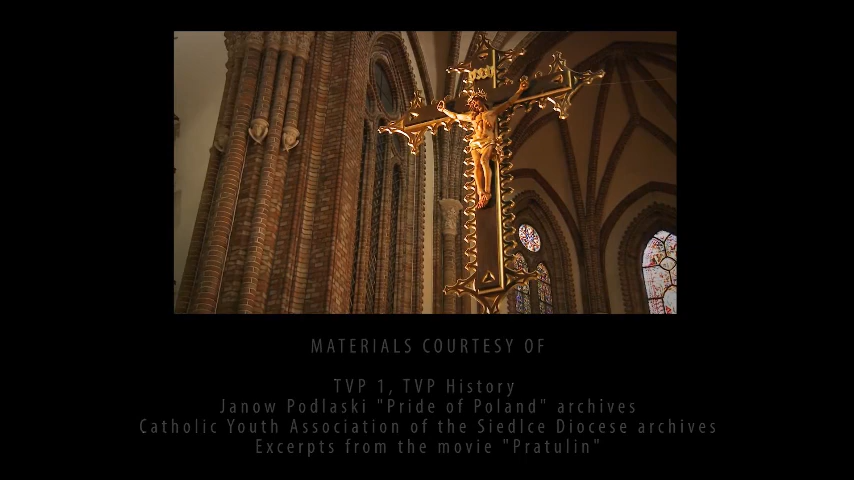 MATERIALS COURTESY OF
TVP 1, TVP History
Janow Podlaski "Pride of Poland" archives
Catholic Youth Association of the Siedlce Diocese archives
Excerpts from the movie "Pratulin"